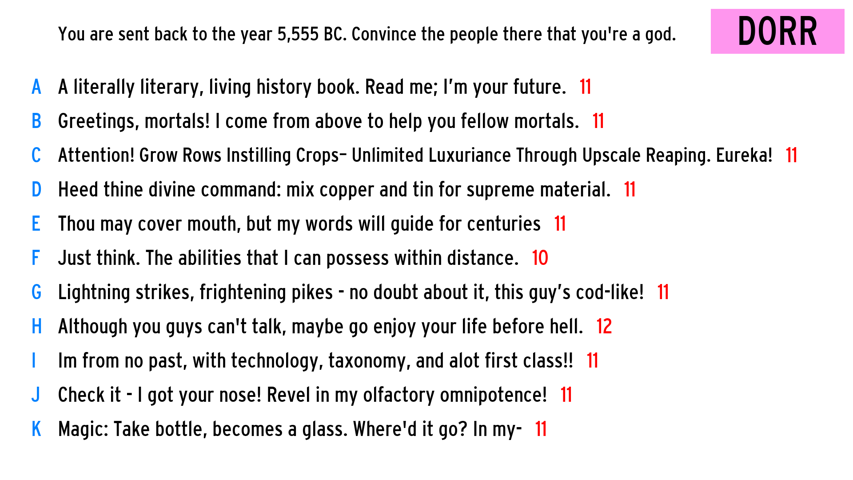 You are sent back to the year 5,555 BC. Convince the people there that you're a god.
DORR
A A literally literary, living history book. Read me; I’m your future. 11
B Greetings, mortals! I come from above to help you fellow mortals. 11
C Attention! Grow Rows Instilling Crops– Unlimited Luxuriance Through Upscale Reaping. Eureka! 11
D Heed thine divine command: mix copper and tin for supreme material. 11
E Thou may cover mouth, but my words will guide for centuries 11
F Just think. The abilities that I can possess within distance. 10
G Lightning strikes, frightening pikes - no doubt about it, this guy’s cod-like! 11
H Although you guys can't talk, maybe go enjoy your life before hell. 12
I Im from no past, with technology, taxonomy, and alot first class!! 11
J Check it - I got your nose! Revel in my olfactory omnipotence! 11
K Magic: Take bottle, becomes a glass. Where'd it go? In my- 11